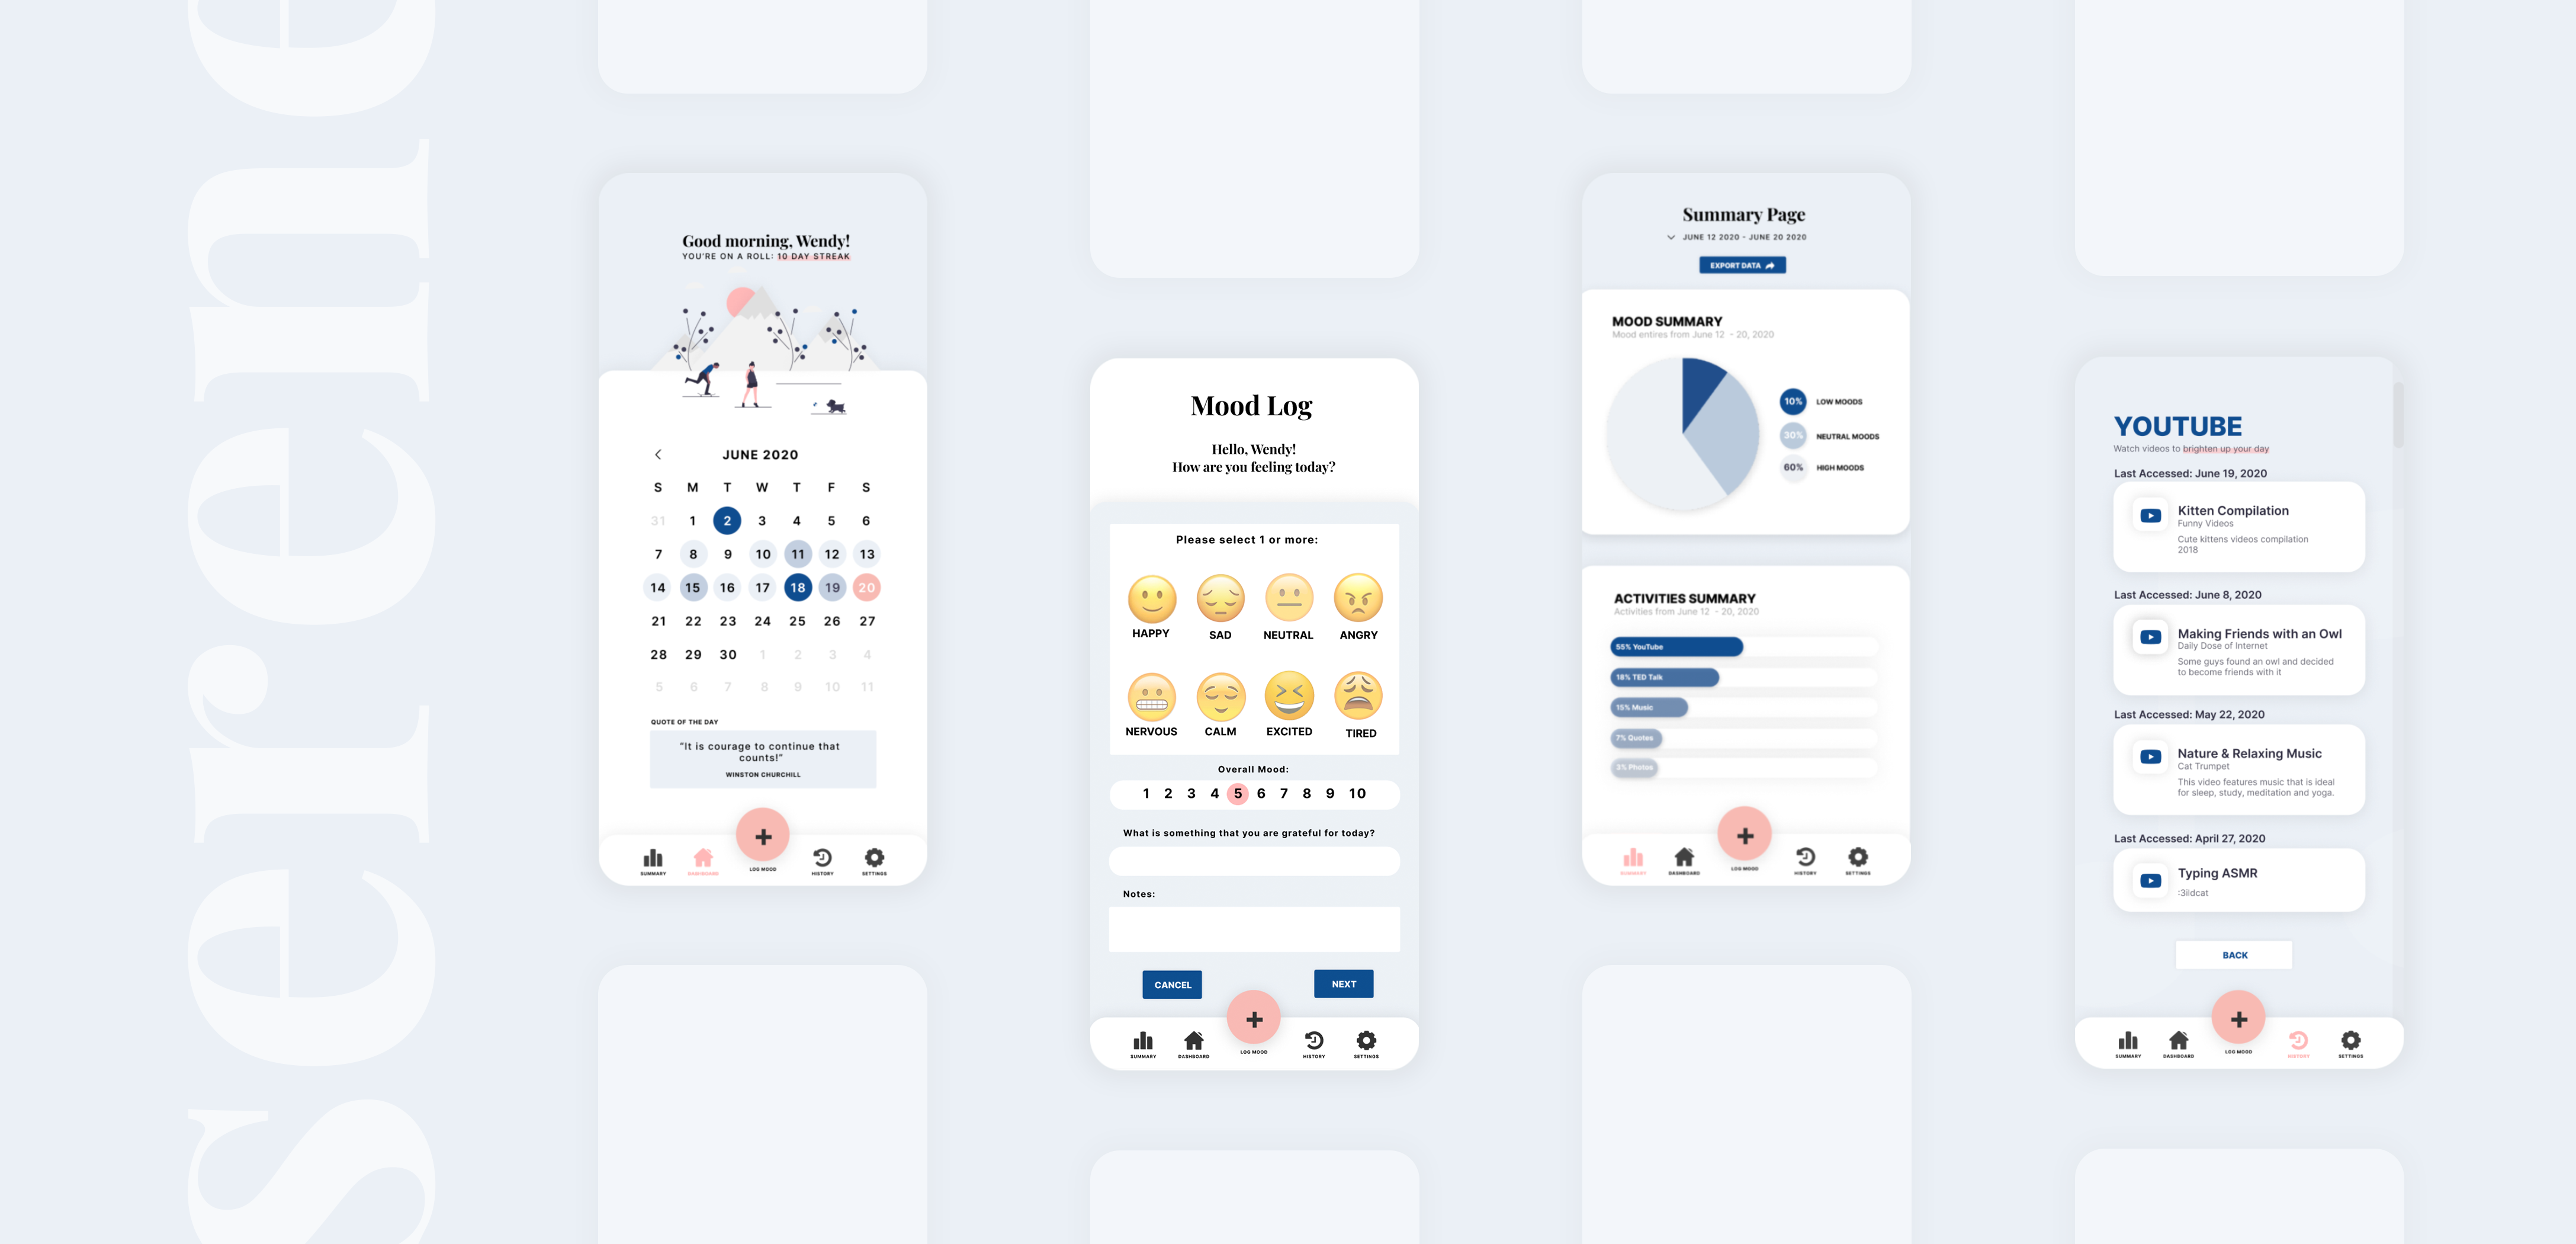 serene
Good morning, Wendy!
YOU'RE ON A ROLL: 10 DAY STREAK
JUNE 2020
S M T W T F S
31 1 2 3 4 5 6
7 8 9 10 11 12 13
14 15 16 17 18 19 20
21 22 23 24 25 26 27
28 29 30 1 2 3 4
5 6 7 8 9 10 11
QUOTE OF THE DAY
"It is courage to continue that
counts!"
WINSTON CHURCHILL
+
SUMMARY DASHBOARD LOG MOOD HISTORY SETTINGS
Mood Log
Hello, Wendy!
How are you feeling today?
Please select 1 or more:
HAPPY SAD NEUTRAL ANGRY
NERVOUS CALM EXCITED TIRED
Overall Mood:
1 2 3 4 5 6 7 8 9 10
What is something that you are grateful for today?
Notes:
CANCEL NEXT
+
SUMMARY DASHBOARD LOG MOOD HISTORY SETTINGS
Summary Page
JUNE 12 2020 - JUNE 20 2020
EXPORT DATA
MOOD SUMMARY
Mood entires from June 12 - 20, 2020
10% LOW MOODS
30% NEUTRAL MOODS
60% HIGH MOODS
ACTIVITIES SUMMARY
Activities from June 12 - 20, 2020
55% YouTube
18% TED Talk
15% Music
7% Quotes
3% Photos
+
SUMMARY DASHBOARD LOG MOOD HISTORY SETTINGS
YOUTUBE
Watch videos to brighten up your day
Last Accessed: June 19, 2020
Kitten Compilation
Funny Videos
Cute kittens videos compilation
2018
Last Accessed: June 8, 2020
Making Friends with an Owl
Daily Dose of Internet
Some guys found an owl and decided
to become friends with it
Last Accessed: May 22, 2020
Nature & Relaxing Music
Cat Trumpet
This video features music that is ideal
for sleep, study, meditation and yoga.
Last Accessed: April 27, 2020
Typing ASMR
:3ildcat
BACK
+
SUMMARY DASHBOARD LOG MOOD HISTORY SETTINGS